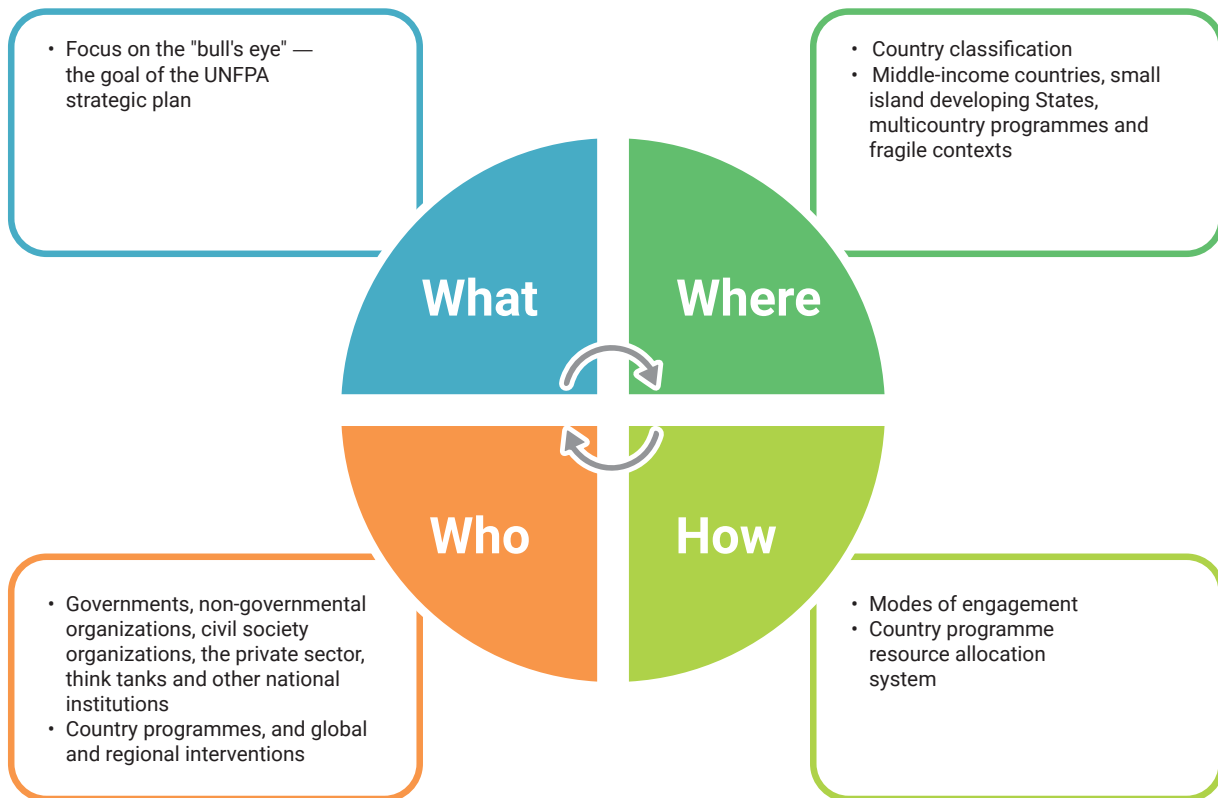 • Focus on the "bull's eye" —
the goal of the UNFPA
strategic plan
• Country classification
• Middle-income countries, small
island developing States,
multicountry programmes and
fragile contexts
What
Where
Who
How
• Governments, non-governmental
organizations, civil society
organizations, the private sector,
think tanks and other national
institutions
• Country programmes, and global
and regional interventions
• Modes of engagement
• Country programme
resource allocation
system